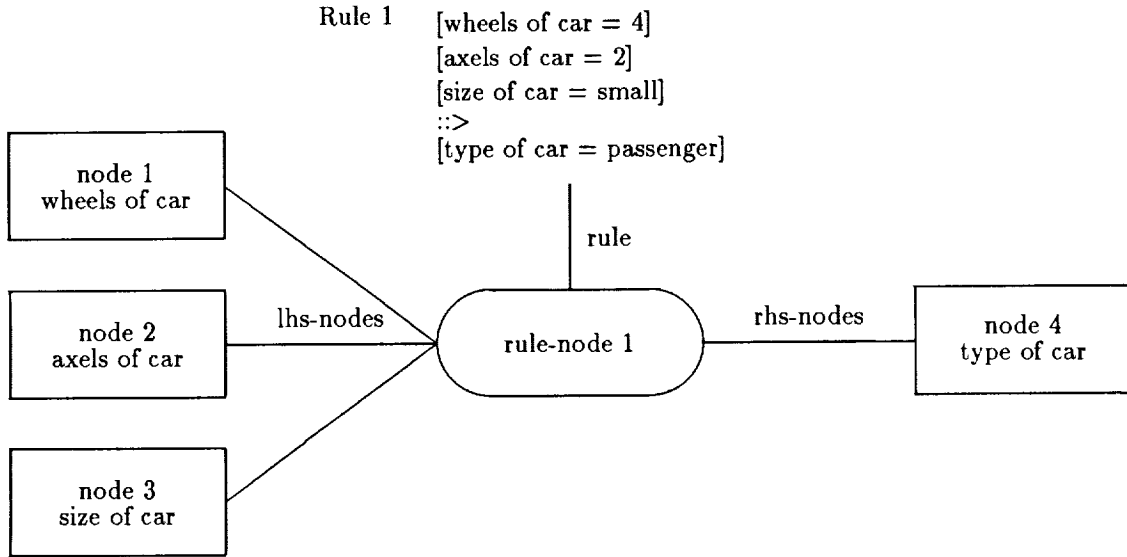 Rule 1
[wheels of car = 4]
[axels of car = 2]
[size of car = small]
::>
[type of car = passenger]
node 1
wheels of car
rule
node 2
axels of car
lhs-nodes
rule-node 1
rhs-nodes
node 4
type of car
node 3
size of car